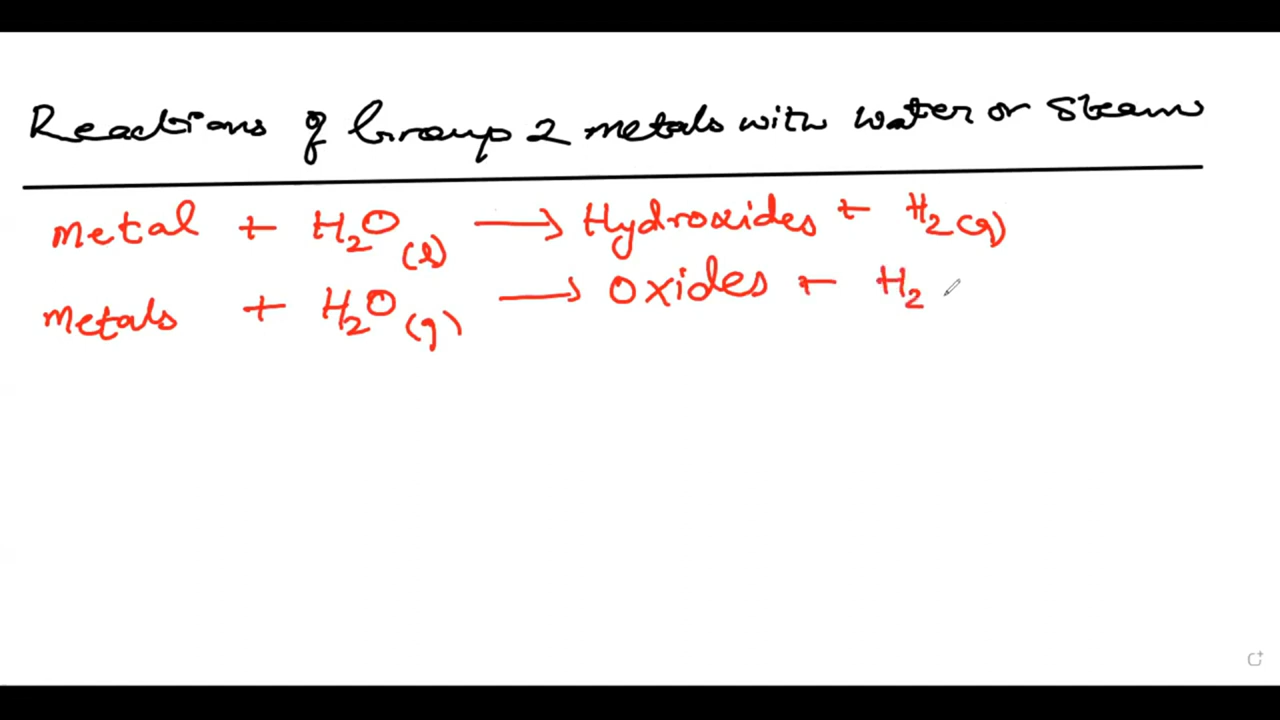 Reactions of Group 2 metals with water or Steam
Metal + H2O(l) → Hydroxides + H2(g)
Metals + H2O(g) → Oxides + H2